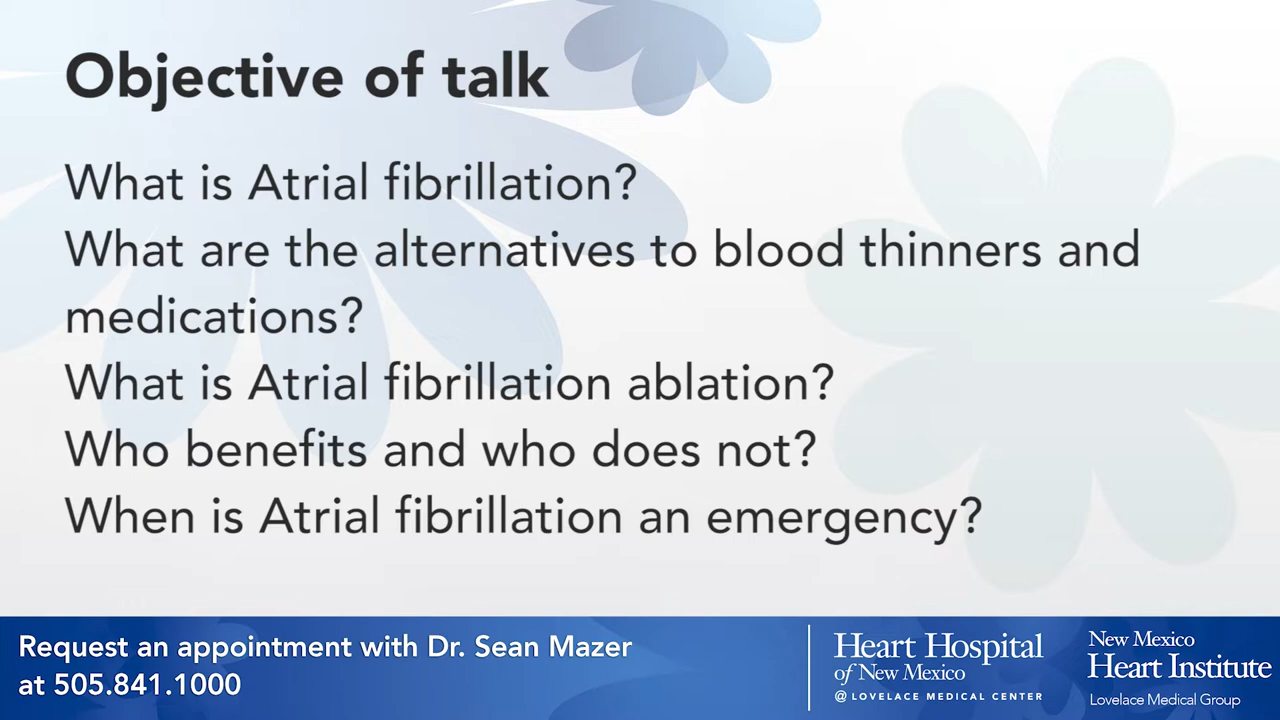 Objective of talk
What is Atrial fibrillation?
What are the alternatives to blood thinners and
medications?
What is Atrial fibrillation ablation?
Who benefits and who does not?
When is Atrial fibrillation an emergency?
Request an appointment with Dr. Sean Mazer
at 505.841.1000
Heart Hospital
of New Mexico
@ LOVELACE MEDICAL CENTER
New Mexico
Heart Institute
Lovelace Medical Group